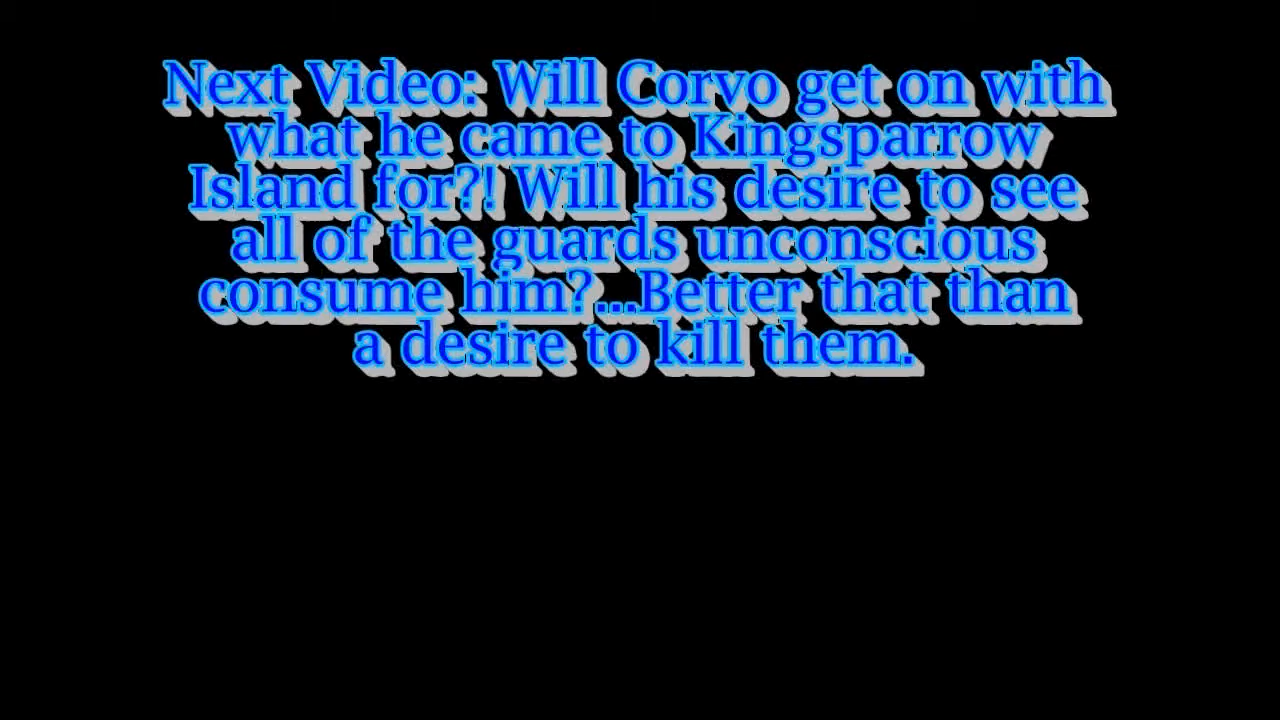 Next Video: Will Corvo get on with
what he came to Kingsparrow
Island for?! Will his desire to see
all of the guards unconscious
consume him?...Better that than
a desire to kill them.